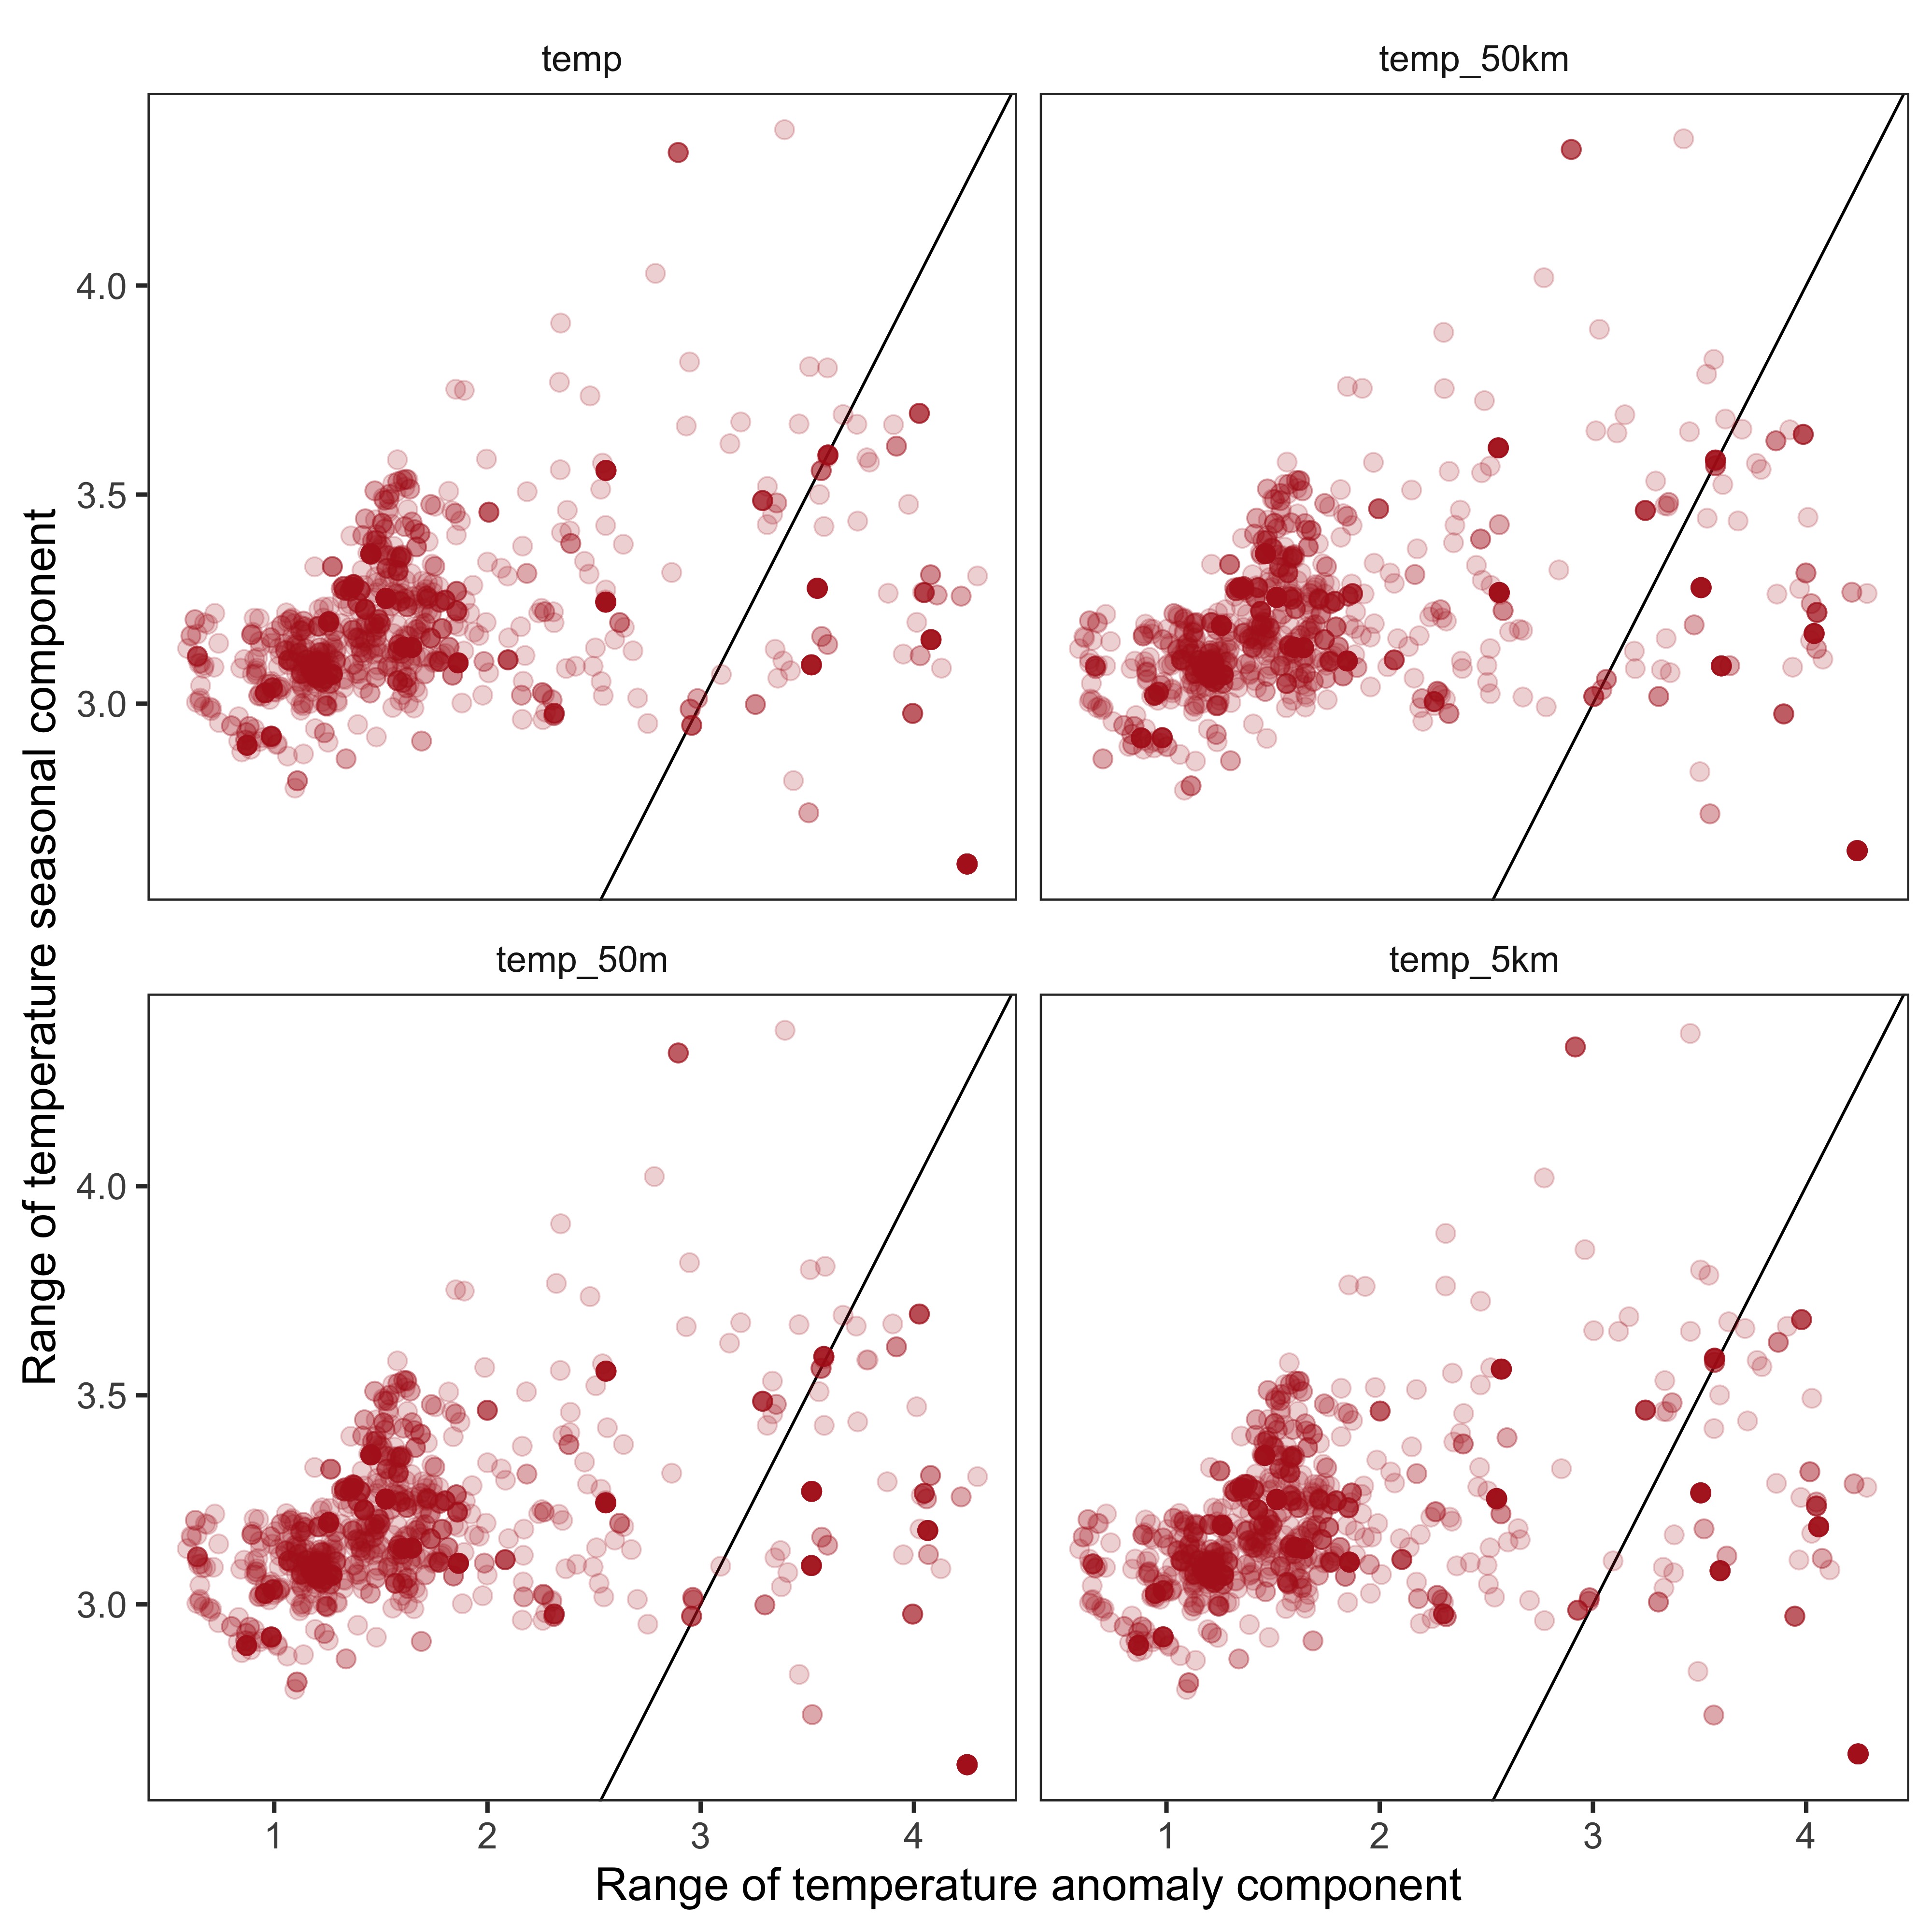 temp
temp_50km
4.0
3.5
3.0
Range of temperature seasonal component
temp_50m
temp_5km
4.0
3.5
3.0
1
2
3
4
1
2
3
4
Range of temperature anomaly component